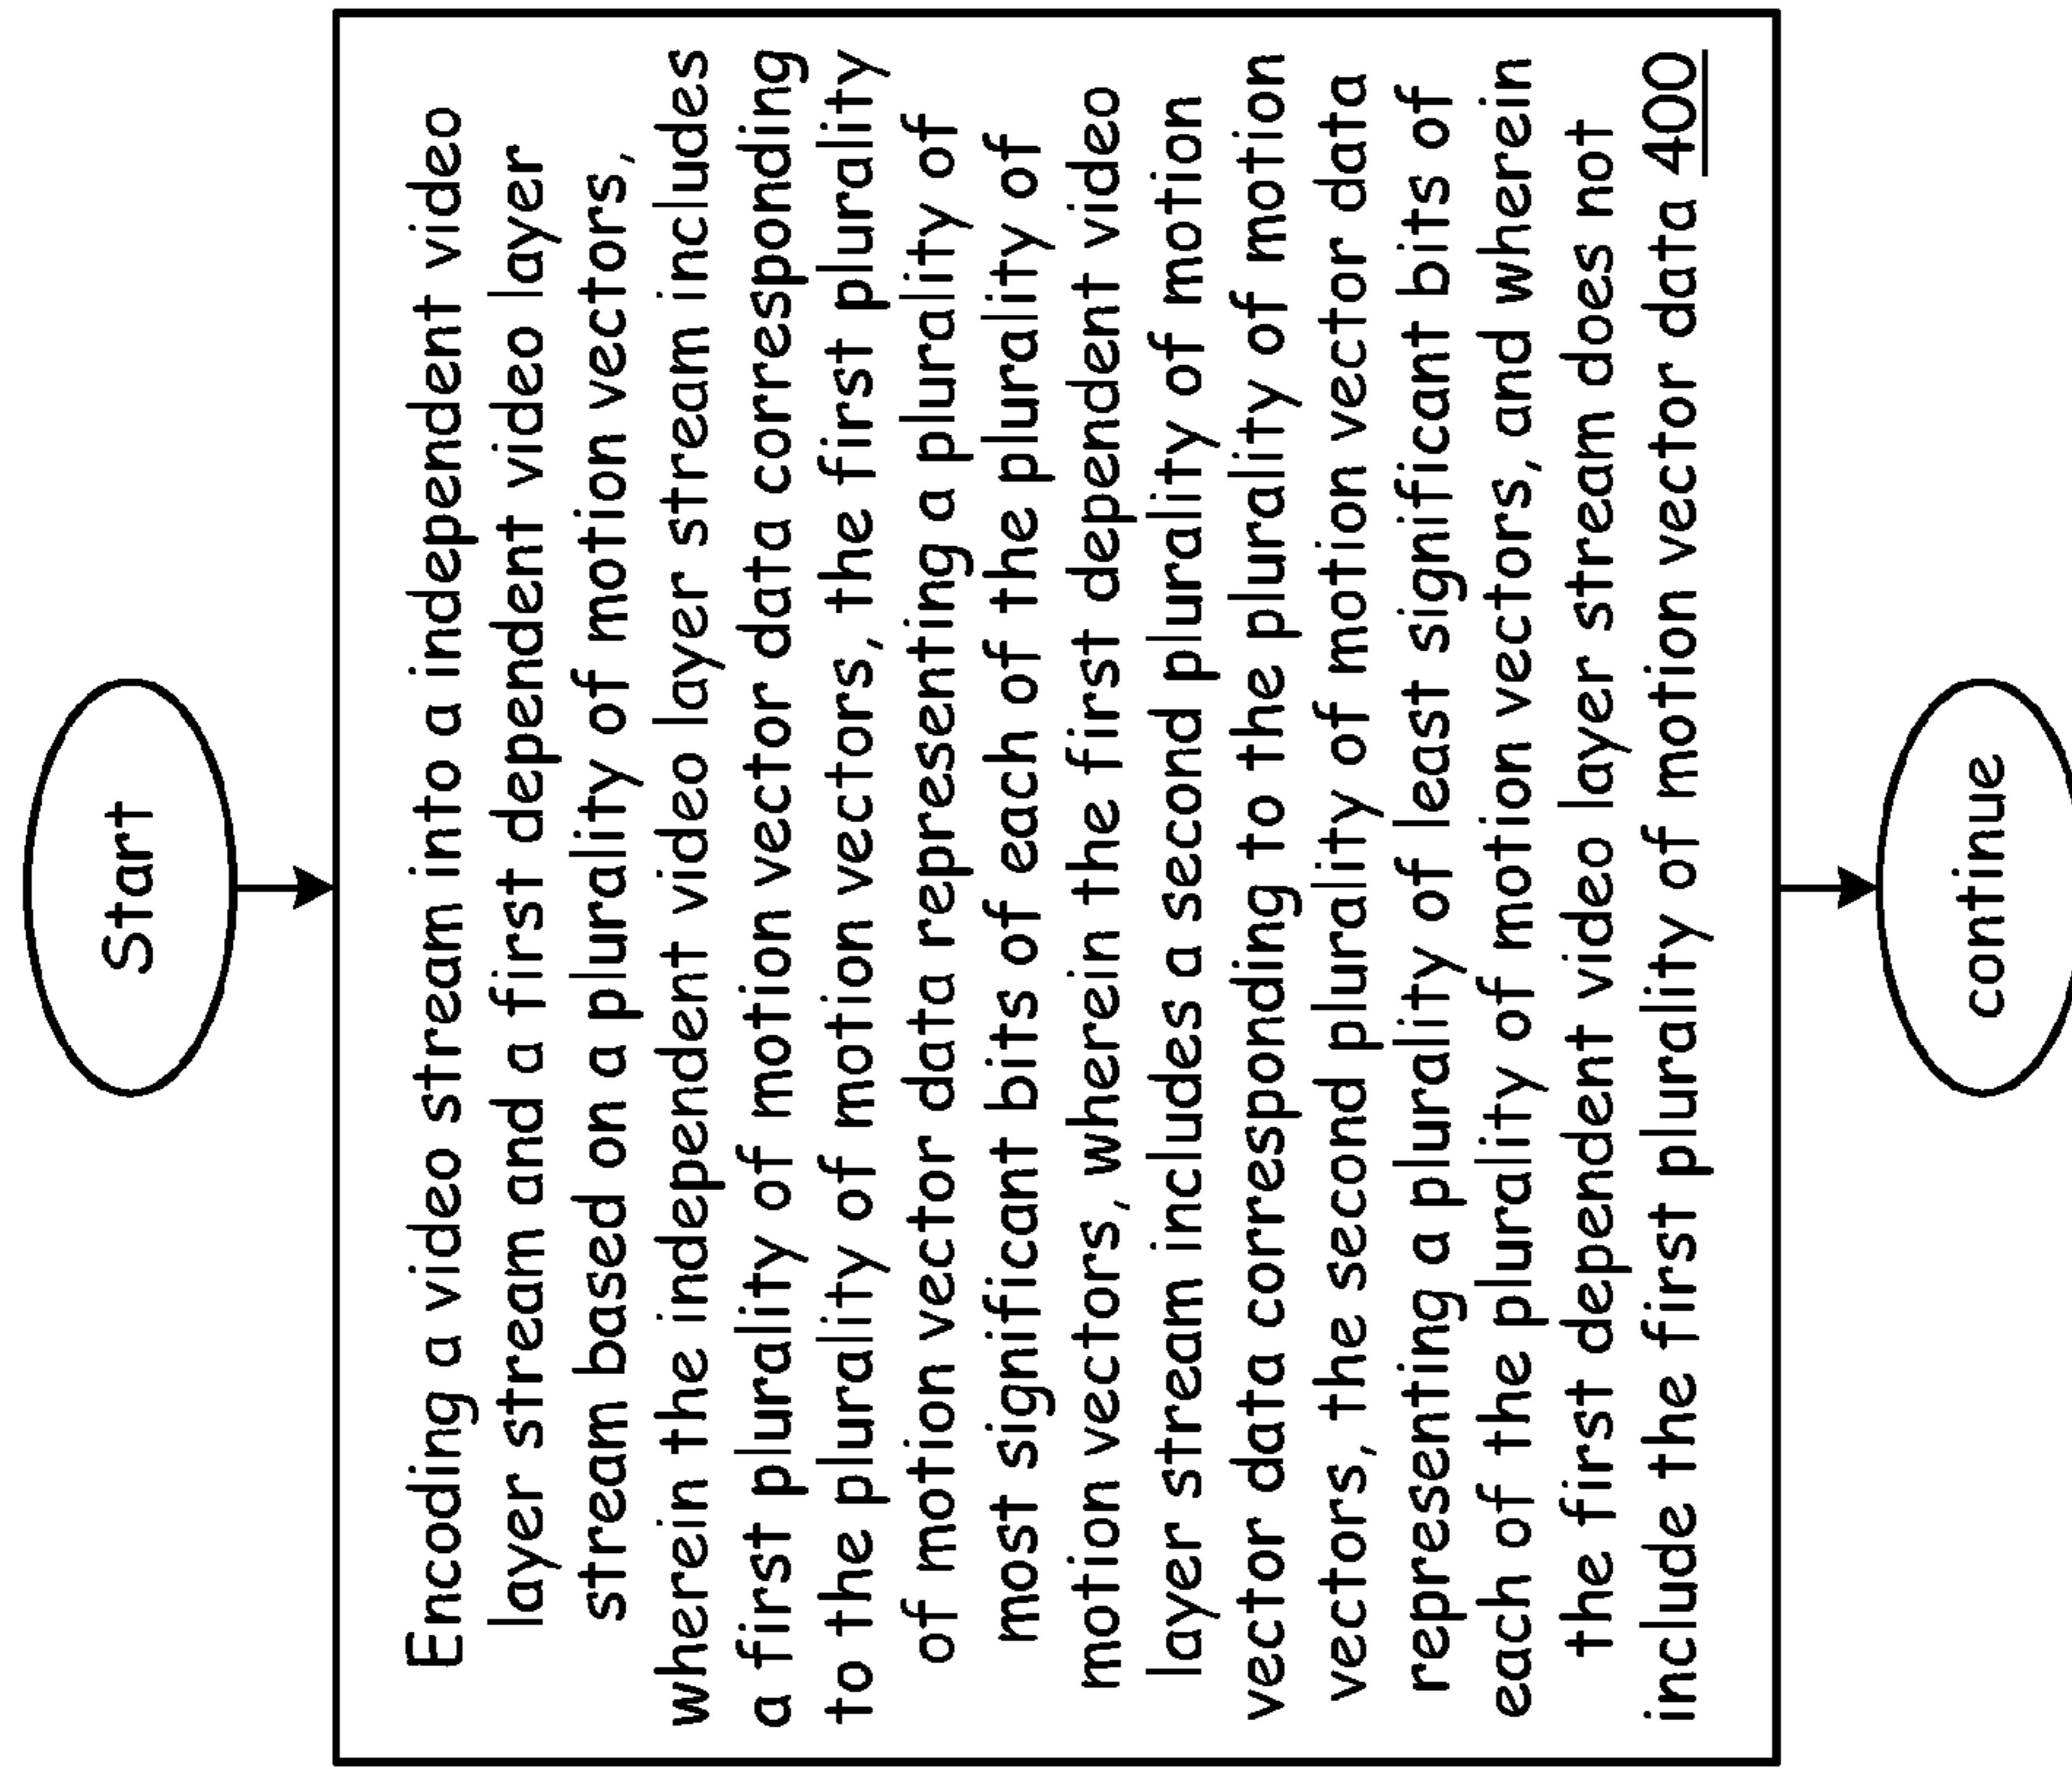 Start
Encoding a video stream into a independent video
layer stream and a first dependent video layer
stream based on a plurality of motion vectors,
wherein the independent video layer stream includes
a first plurality of motion vector data corresponding
to the plurality of motion vectors, the first plurality
of motion vector data representing a plurality of
most significant bits of each of the plurality of
motion vectors, wherein the first dependent video
layer stream includes a second plurality of motion
vector data corresponding to the plurality of motion
vectors, the second plurality of motion vector data
representing a plurality of least significant bits of
each of the plurality of motion vectors, and wherein
the first dependent video layer stream does not
include the first plurality of motion vector data 400
continue